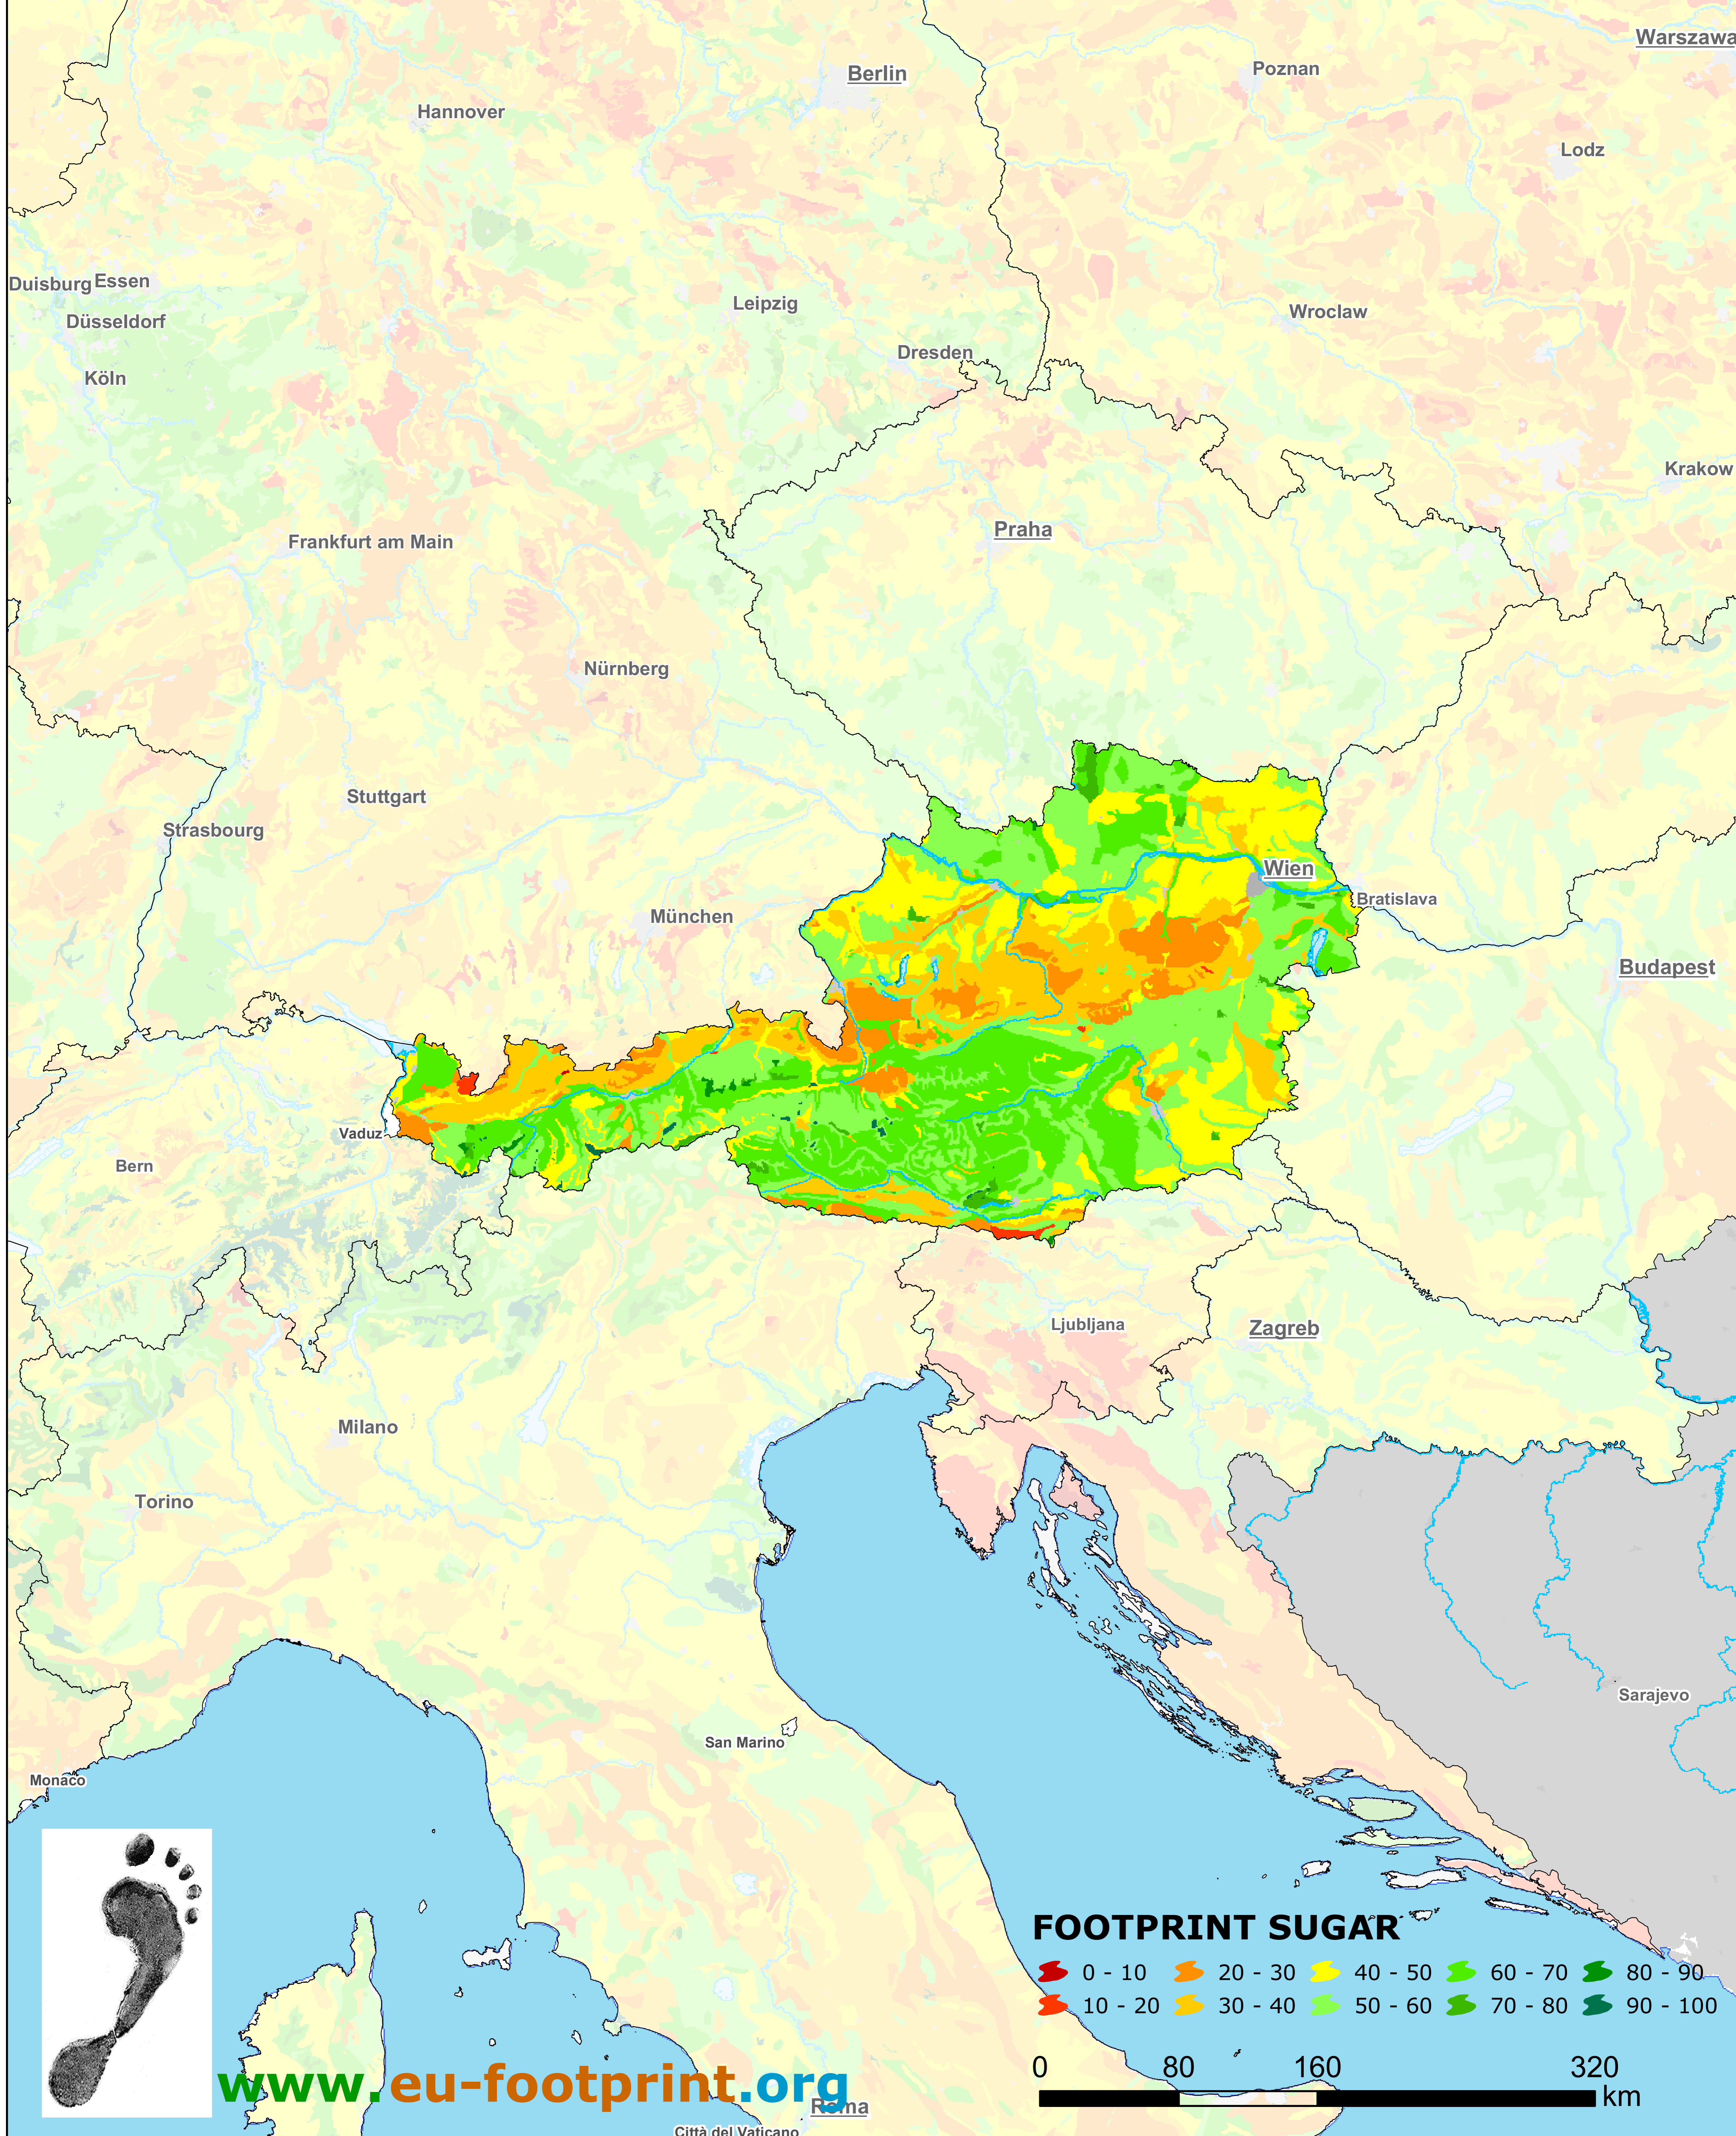 Warszawa
Berlin
Poznan
Hannover
Lodz
Duisburg
Essen
Leipzig
Wroclaw
Düsseldorf
Dresden
Köln
Krakow
Praha
Frankfurt am Main
Nürnberg
Stuttgart
Strasbourg
Wien
Bratislava
München
Budapest
Vaduz
Bern
Ljubljana
Zagreb
Milano
Torino
Sarajevo
San Marino
Monaco
FOOTPRINT SUGAR
0 - 10
20 - 30
40 - 50
60 - 70
80 - 90
10 - 20
30 - 40
50 - 60
70 - 80
90 - 100
0 80 160 320
km
www.eu-footprint.org
Roma
Città del Vaticano